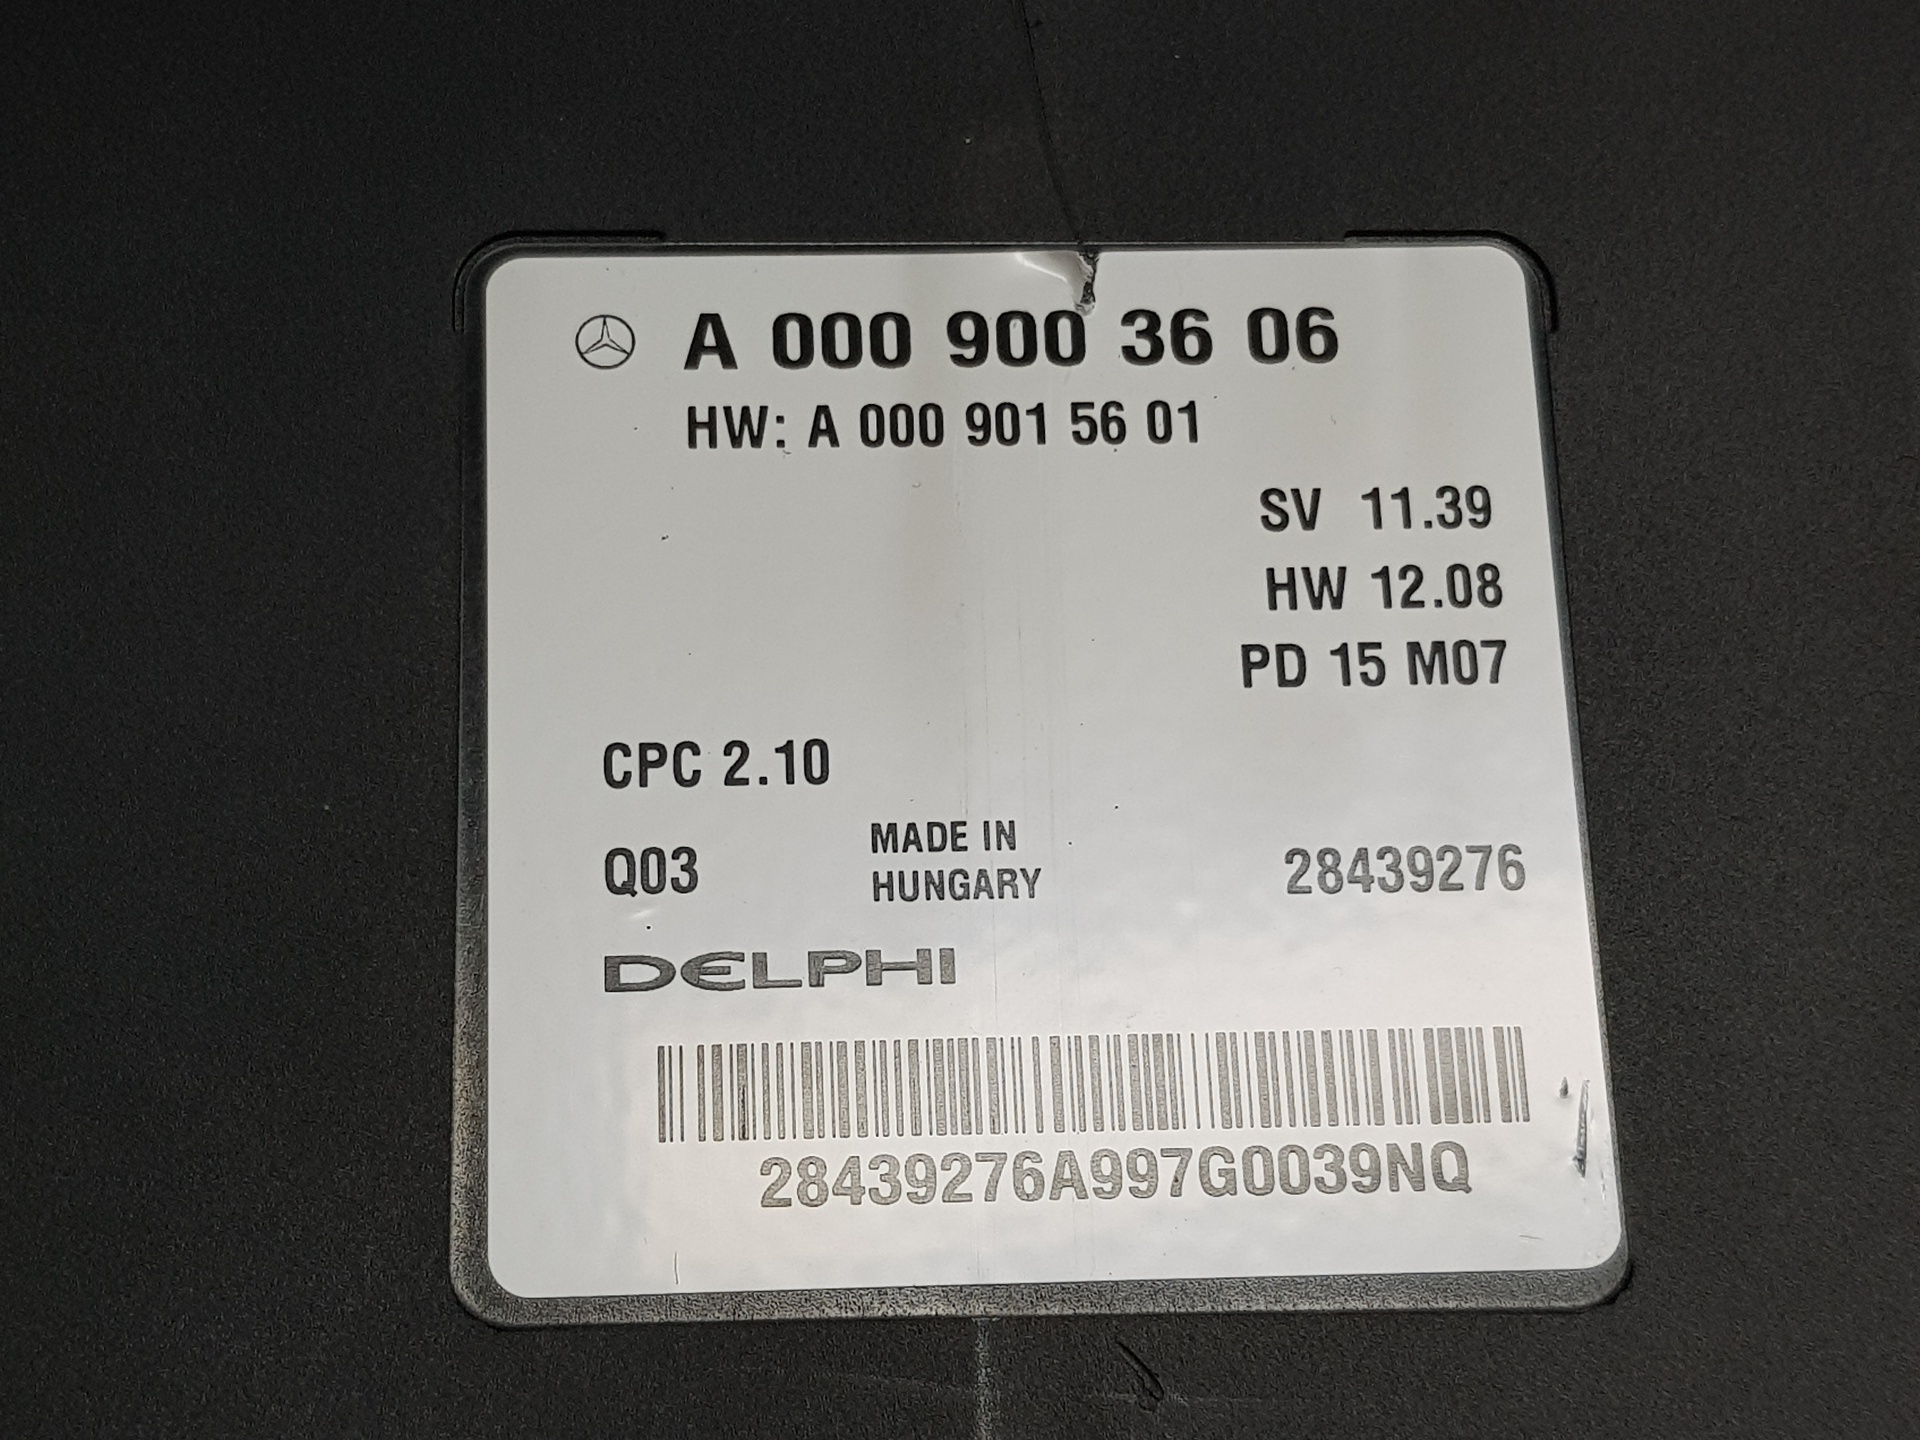 A 000 900 36 06
HW: A 000 901 56 01
SV 11.39
HW 12.08
PD 15 M07
CPC 2.10
MADE IN
HUNGARY
Q03
28439276
DELPHI
28439276A997G0039NQ